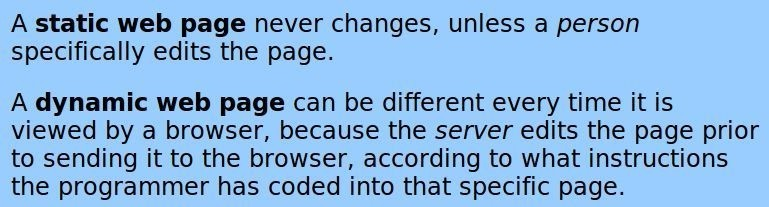 A static web page never changes, unless a person
specifically edits the page.
A dynamic web page can be different every time it is
viewed by a browser, because the server edits the page prior
to sending it to the browser, according to what instructions
the programmer has coded into that specific page.